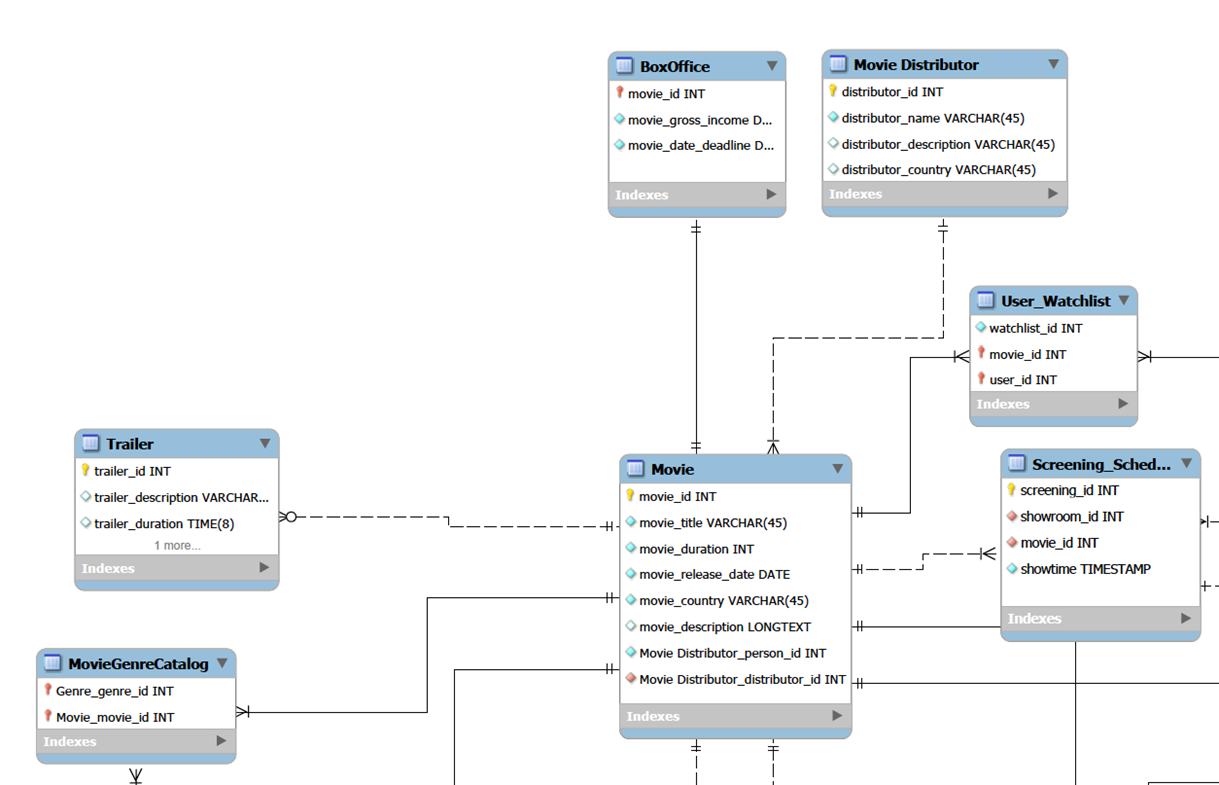 BoxOffice
movie_id INT
movie_gross_income D...
movie_date_deadline D...
Indexes
Movie Distributor
distributor_id INT
distributor_name VARCHAR(45)
distributor_description VARCHAR(45)
distributor_country VARCHAR(45)
Indexes
User_Watchlist
watchlist_id INT
movie_id INT
user_id INT
Indexes
Trailer
trailer_id INT
trailer_description VARCHAR...
trailer_duration TIME(8)
1 more...
Indexes
Movie
movie_id INT
movie_title VARCHAR(45)
movie_duration INT
movie_release_date DATE
movie_country VARCHAR(45)
movie_description LONGTEXT
Movie Distributor_person_id INT
Movie Distributor_distributor_id INT
Indexes
Screening_Sched...
screening_id INT
showroom_id INT
movie_id INT
showtime TIMESTAMP
Indexes
MovieGenreCatalog
Genre_genre_id INT
Movie_movie_id INT
Indexes